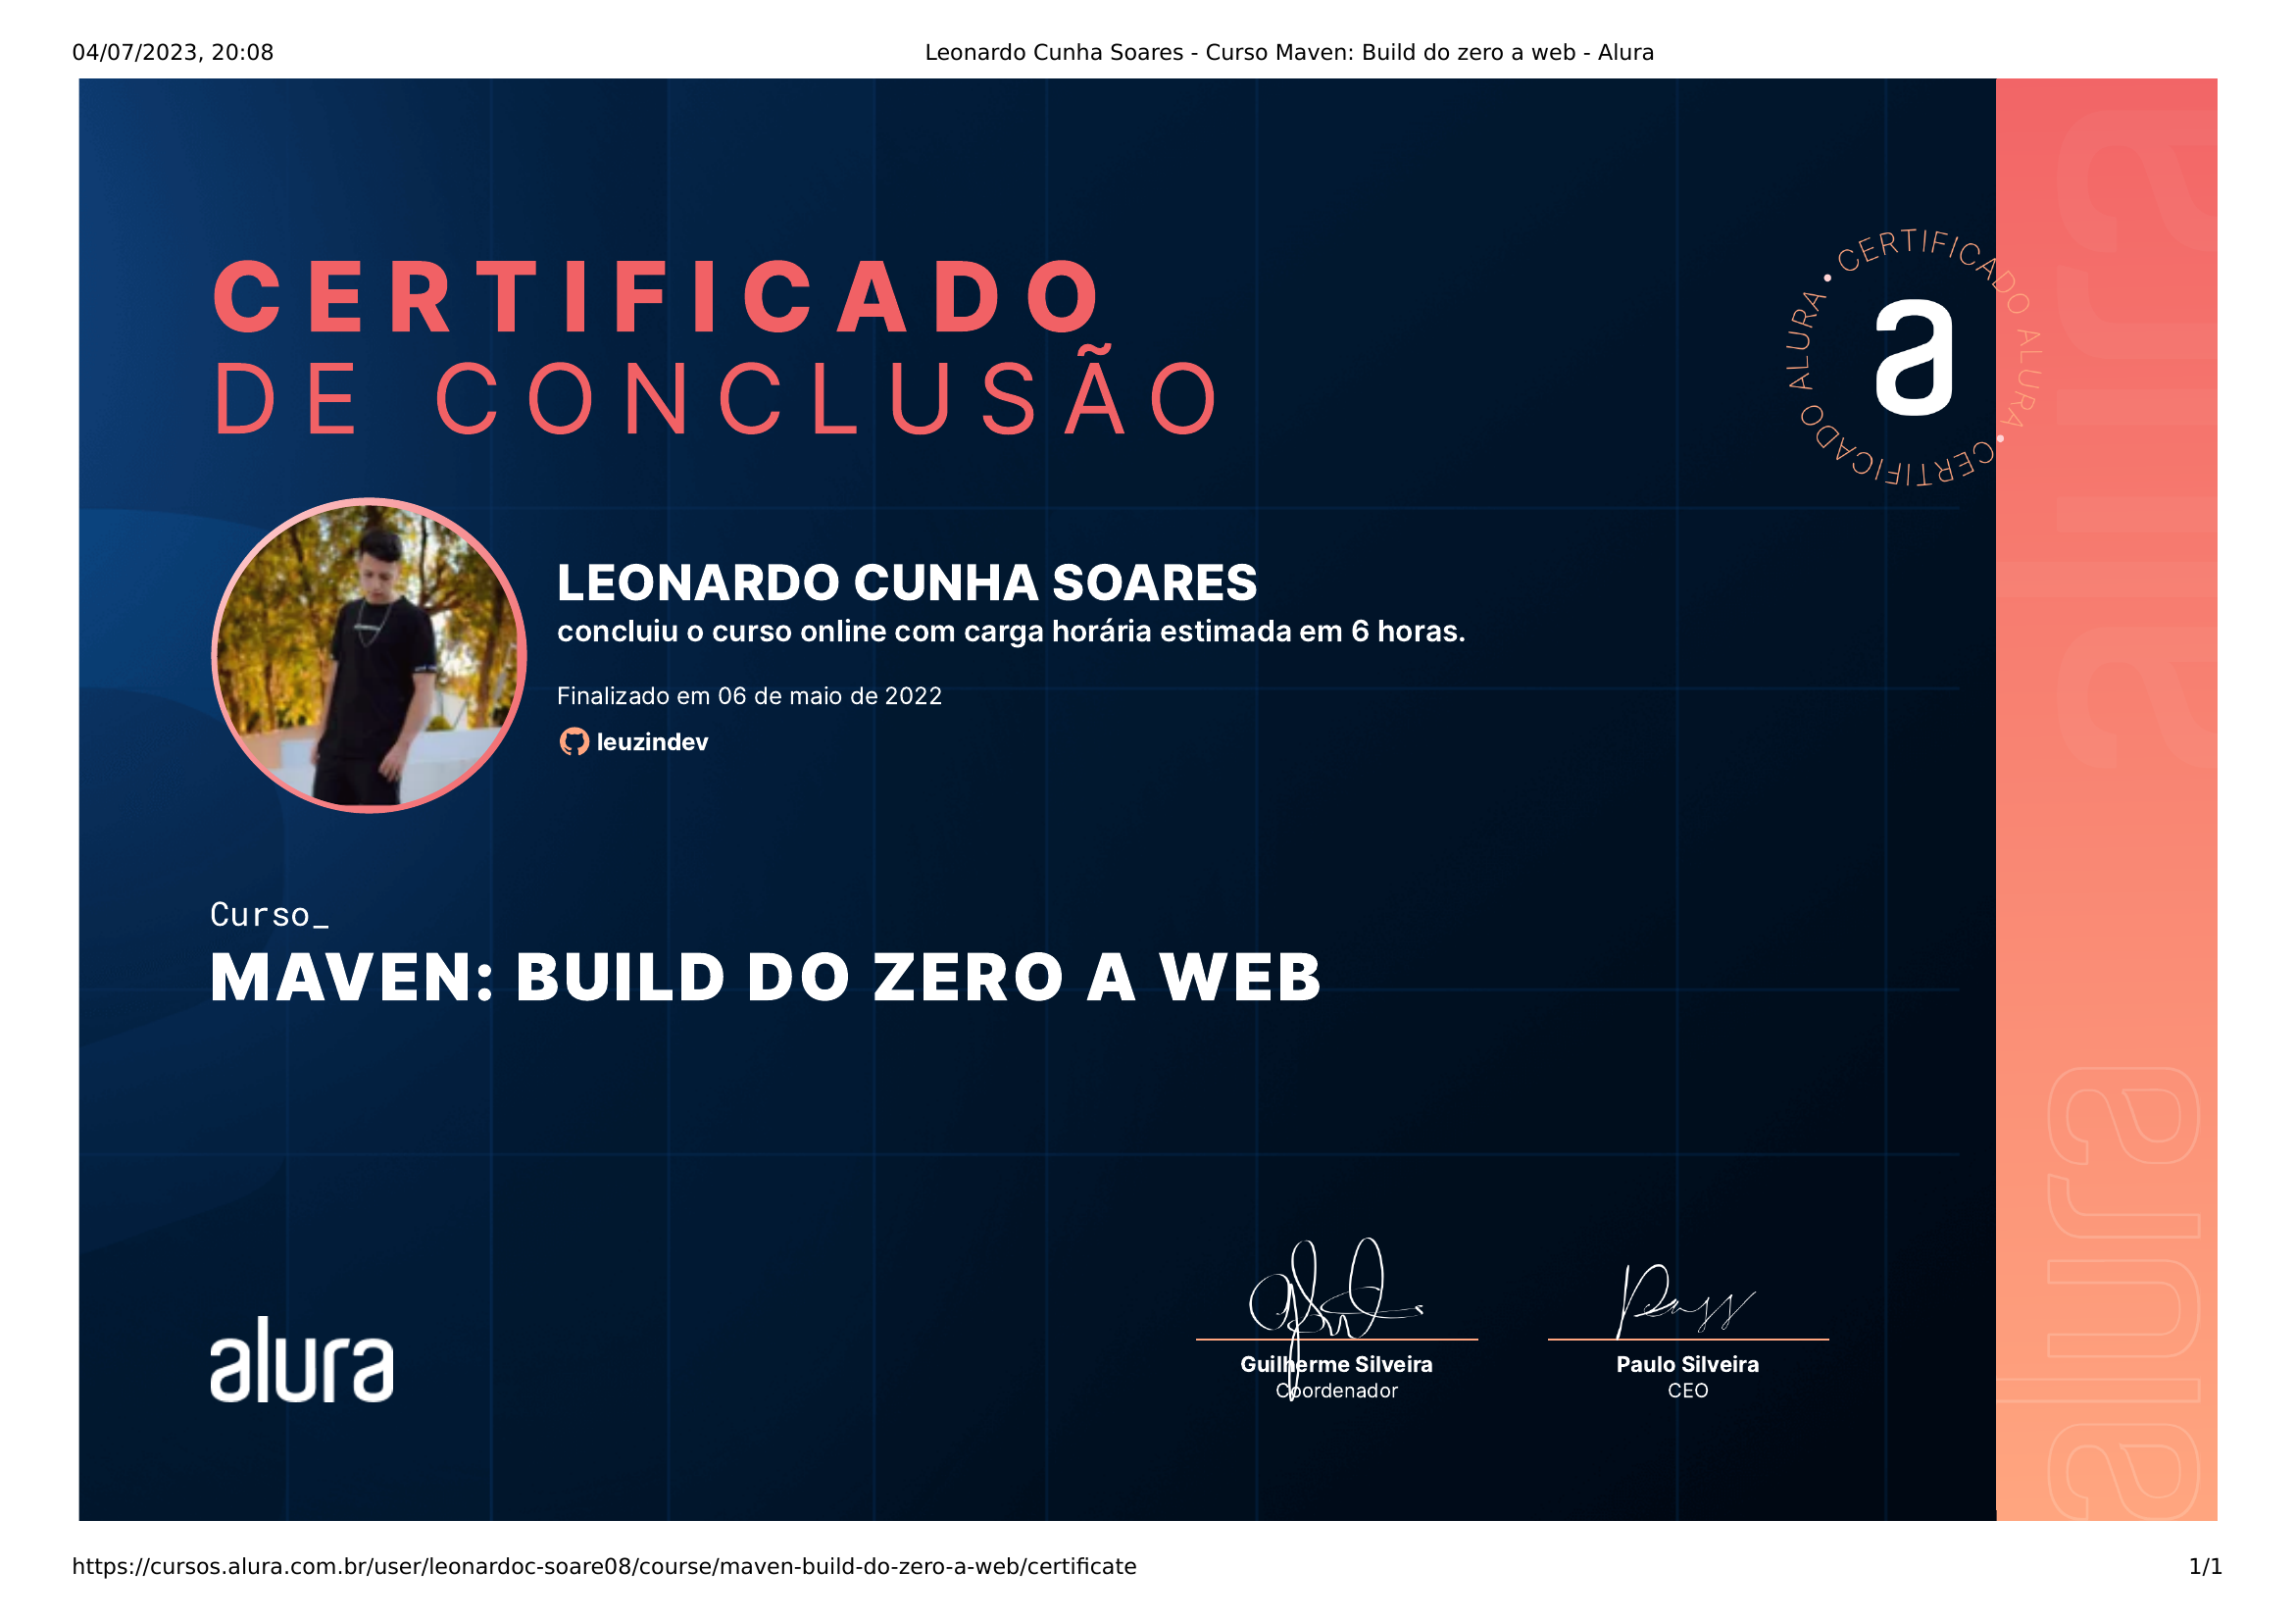 04/07/2023, 20:08
Leonardo Cunha Soares - Curso Maven: Build do zero a web - Alura
CERTIFICADO
DE CONCLUSÃO
• CERTIFICADO ALURA • CERTIFICADO ALURA
a
LEONARDO CUNHA SOARES
concluiu o curso online com carga horária estimada em 6 horas.
Finalizado em 06 de maio de 2022
leuzindev
Curso_
MAVEN: BUILD DO ZERO A WEB
alura
Guilherme Silveira
Coordenador
Paulo Silveira
CEO
alura
alura
https://cursos.alura.com.br/user/leonardoc-soare08/course/maven-build-do-zero-a-web/certificate
1/1